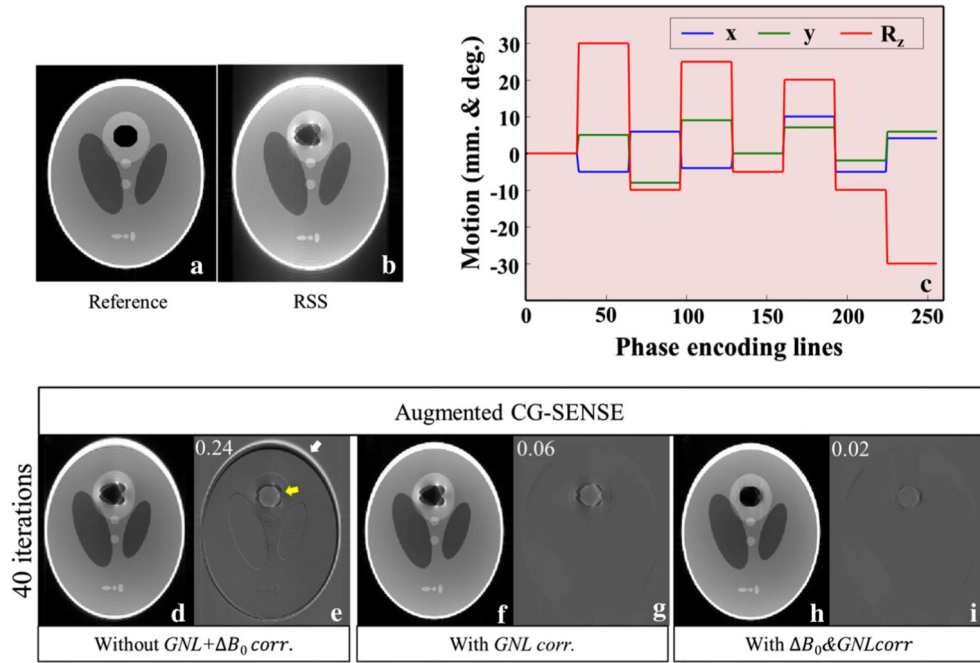 a
b
Reference
RSS
x y R_z
30
20
10
0
-10
-20
-30
Motion (mm. & deg.)
c
0 50 100 150 200 250
Phase encoding lines
Augmented CG-SENSE
40 iterations
0.24
0.06
0.02
d
e
f
g
h
i
Without GNL+ΔB₀ corr.
With GNL corr.
With ΔB₀&GNLcorr